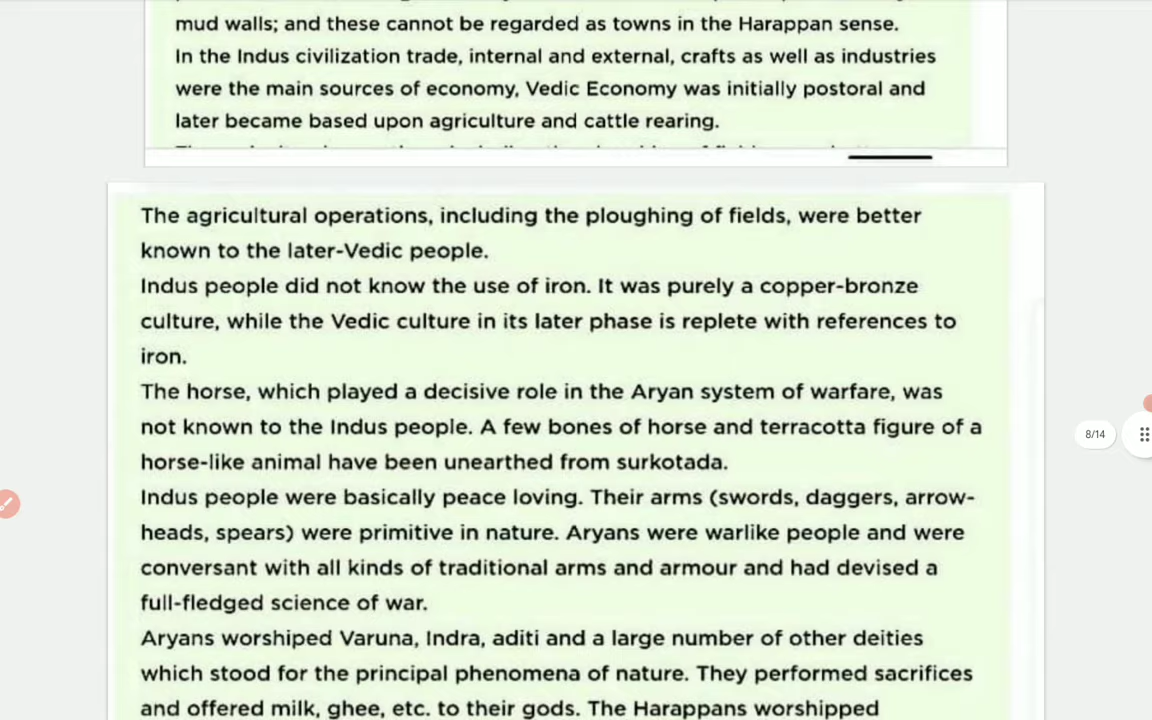 mud walls; and these cannot be regarded as towns in the Harappan sense.
In the Indus civilization trade, internal and external, crafts as well as industries
were the main sources of economy, Vedic Economy was initially postoral and
later became based upon agriculture and cattle rearing.
The agricultural operations, including the ploughing of fields, were better
known to the later-Vedic people.
Indus people did not know the use of iron. It was purely a copper-bronze
culture, while the Vedic culture in its later phase is replete with references to
iron.
The horse, which played a decisive role in the Aryan system of warfare, was
not known to the Indus people. A few bones of horse and terracotta figure of a
horse-like animal have been unearthed from surkotada.
Indus people were basically peace loving. Their arms (swords, daggers, arrow-
heads, spears) were primitive in nature. Aryans were warlike people and were
conversant with all kinds of traditional arms and armour and had devised a
full-fledged science of war.
Aryans worshiped Varuna, Indra, aditi and a large number of other deities
which stood for the principal phenomena of nature. They performed sacrifices
and offered milk, ghee, etc. to their gods. The Harappans worshipped
8/14